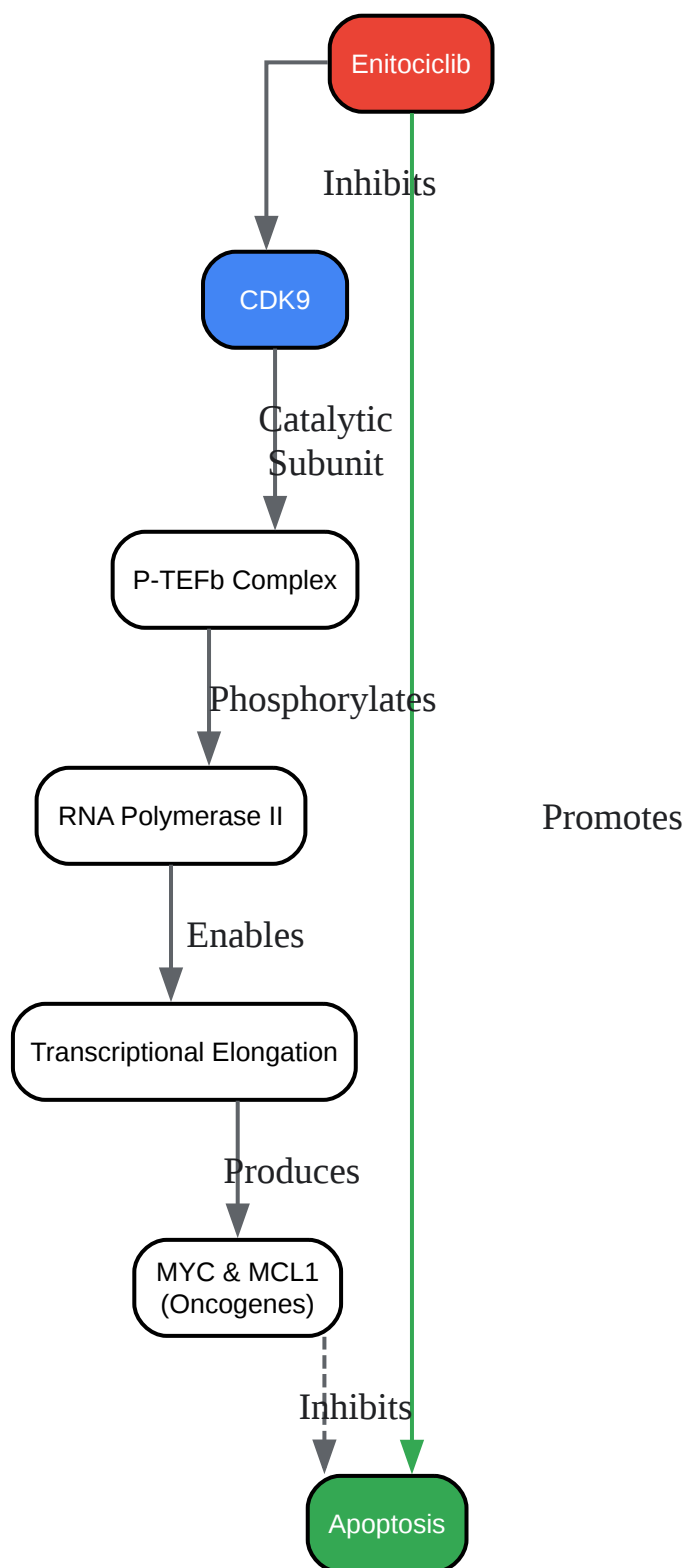 Enitociclib
Inhibits
CDK9
Catalytic
Subunit
P-TEFb Complex
Phosphorylates
RNA Polymerase II
Promotes
Enables
Transcriptional Elongation
Produces
MYC & MCL1
(Oncogenes)
Inhibits
Apoptosis